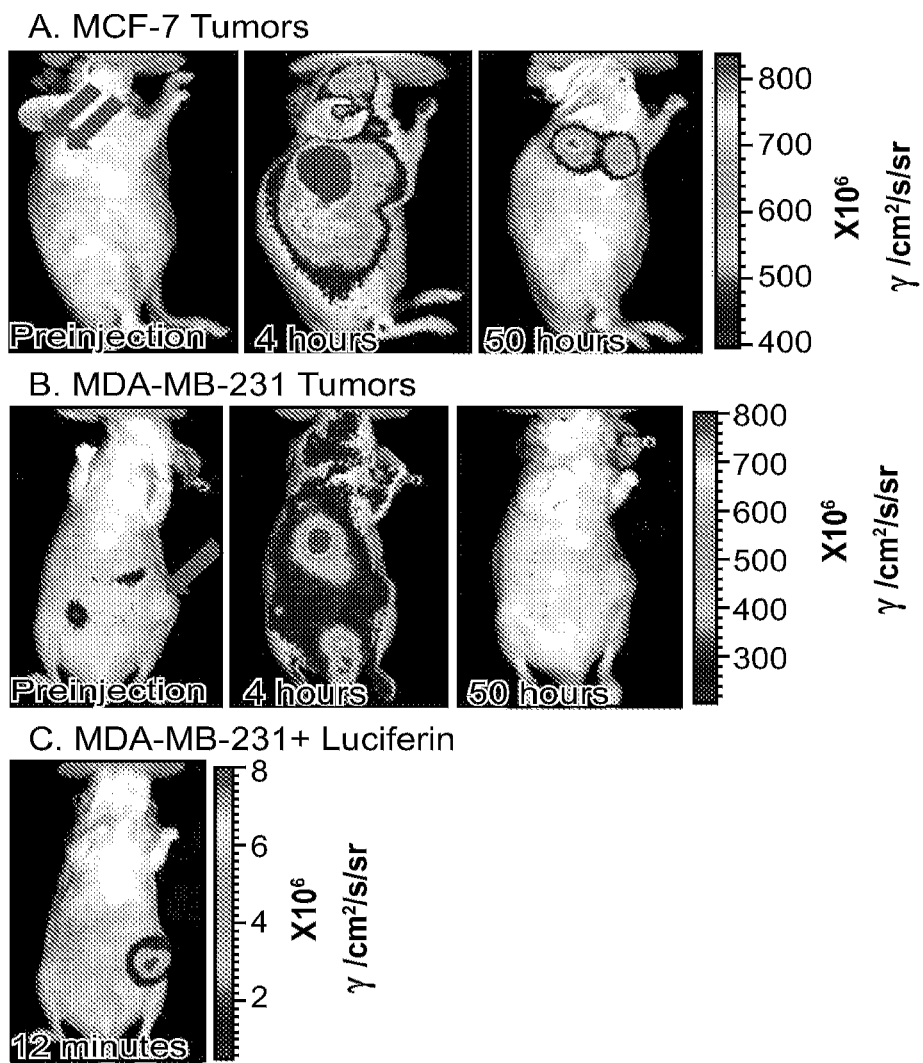 A. MCF-7 Tumors
Preinjection
4 hours
50 hours
800
700
600
500
400
X10⁶
γ /cm²/s/sr
B. MDA-MB-231 Tumors
Preinjection
4 hours
50 hours
800
700
600
500
400
300
X10⁶
γ /cm²/s/sr
C. MDA-MB-231+ Luciferin
12 minutes
8
6
4
2
X10⁶
γ /cm²/s/sr